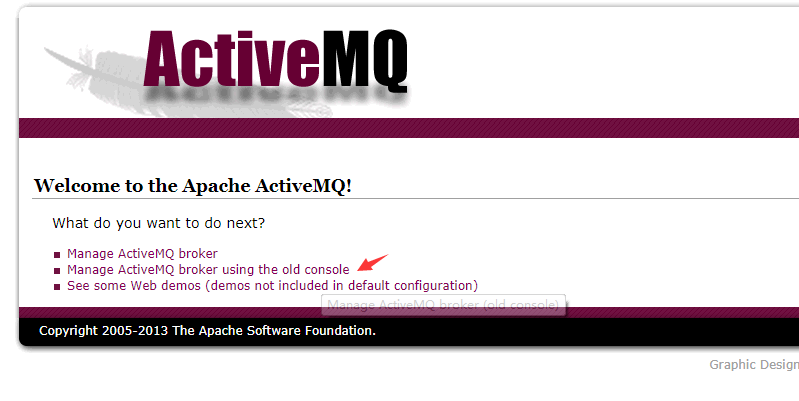 ActiveMQ
Welcome to the Apache ActiveMQ!
What do you want to do next?
Manage ActiveMQ broker
Manage ActiveMQ broker using the old console
See some Web demos (demos not included in default configuration)
Manage ActiveMQ broker (old console)
Copyright 2005-2013 The Apache Software Foundation.
Graphic Design